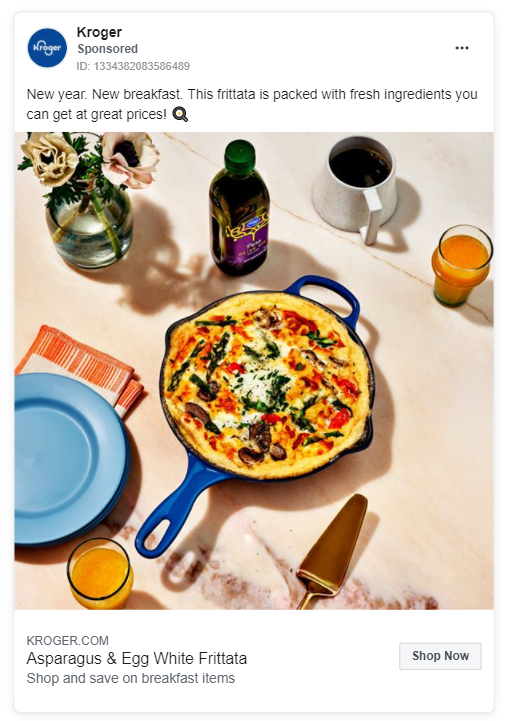 Kroger
Kroger
Sponsored
ID: 1334382083586489
New year. New breakfast. This frittata is packed with fresh ingredients you
can get at great prices! 🍳
Pure
KROGER.COM
Asparagus & Egg White Frittata
Shop Now
Shop and save on breakfast items